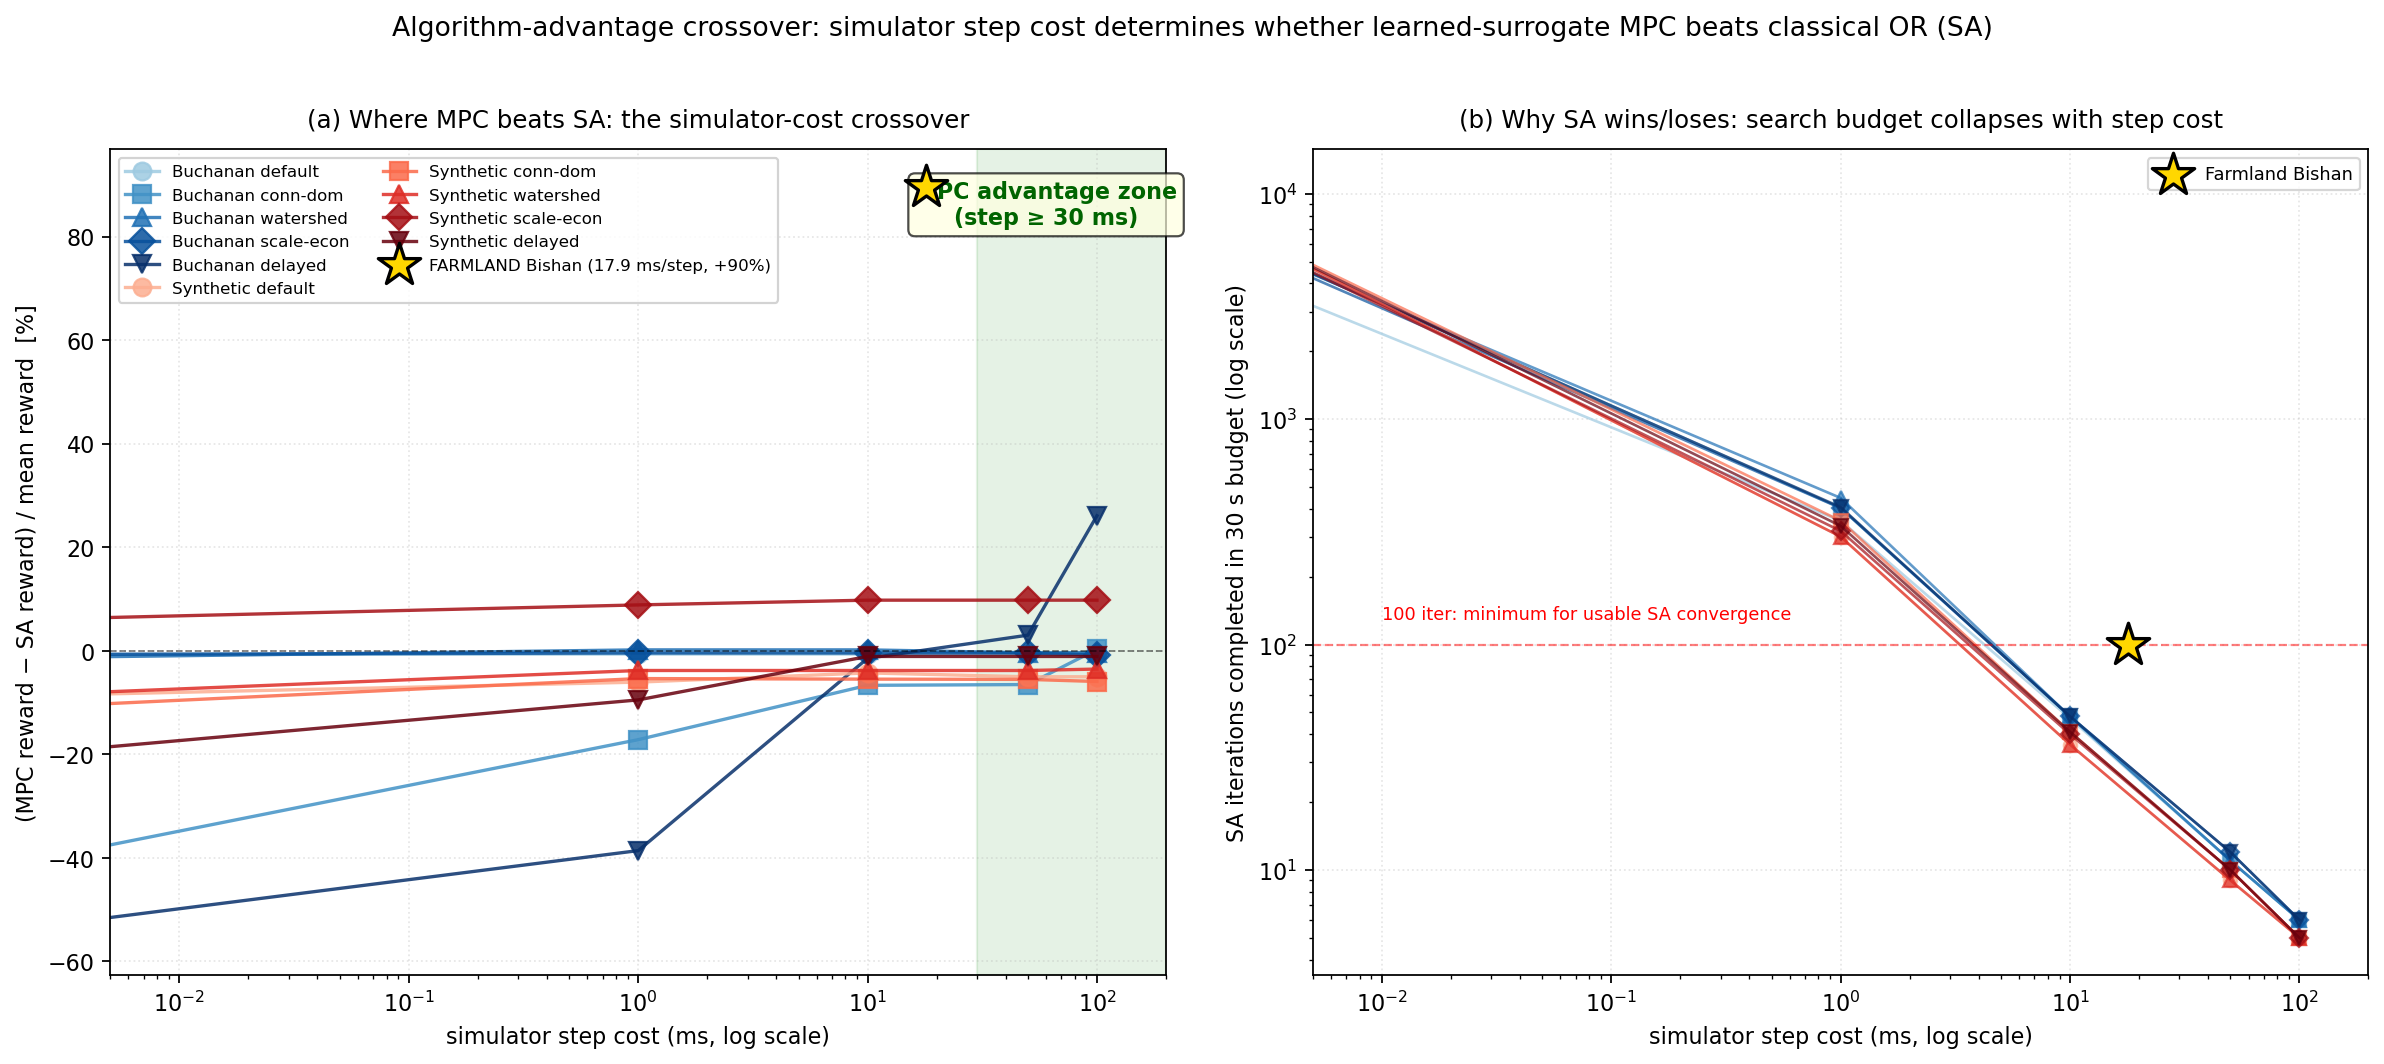 Algorithm-advantage crossover: simulator step cost determines whether learned-surrogate MPC beats classical OR (SA)
(a) Where MPC beats SA: the simulator-cost crossover
Buchanan default
Buchanan conn-dom
Buchanan watershed
Buchanan scale-econ
Buchanan delayed
Synthetic default
Synthetic conn-dom
Synthetic watershed
Synthetic scale-econ
Synthetic delayed
FARMLAND Bishan (17.9 ms/step, +90%)
PC advantage zone
(step ≥ 30 ms)
(MPC reward − SA reward) / mean reward [%]
80
60
40
20
0
−20
−40
−60
10⁻² 10⁻¹ 10⁰ 10¹ 10²
simulator step cost (ms, log scale)
(b) Why SA wins/loses: search budget collapses with step cost
Farmland Bishan
SA iterations completed in 30 s budget (log scale)
10⁴
10³
10²
10¹
100 iter: minimum for usable SA convergence
10⁻² 10⁻¹ 10⁰ 10¹ 10²
simulator step cost (ms, log scale)